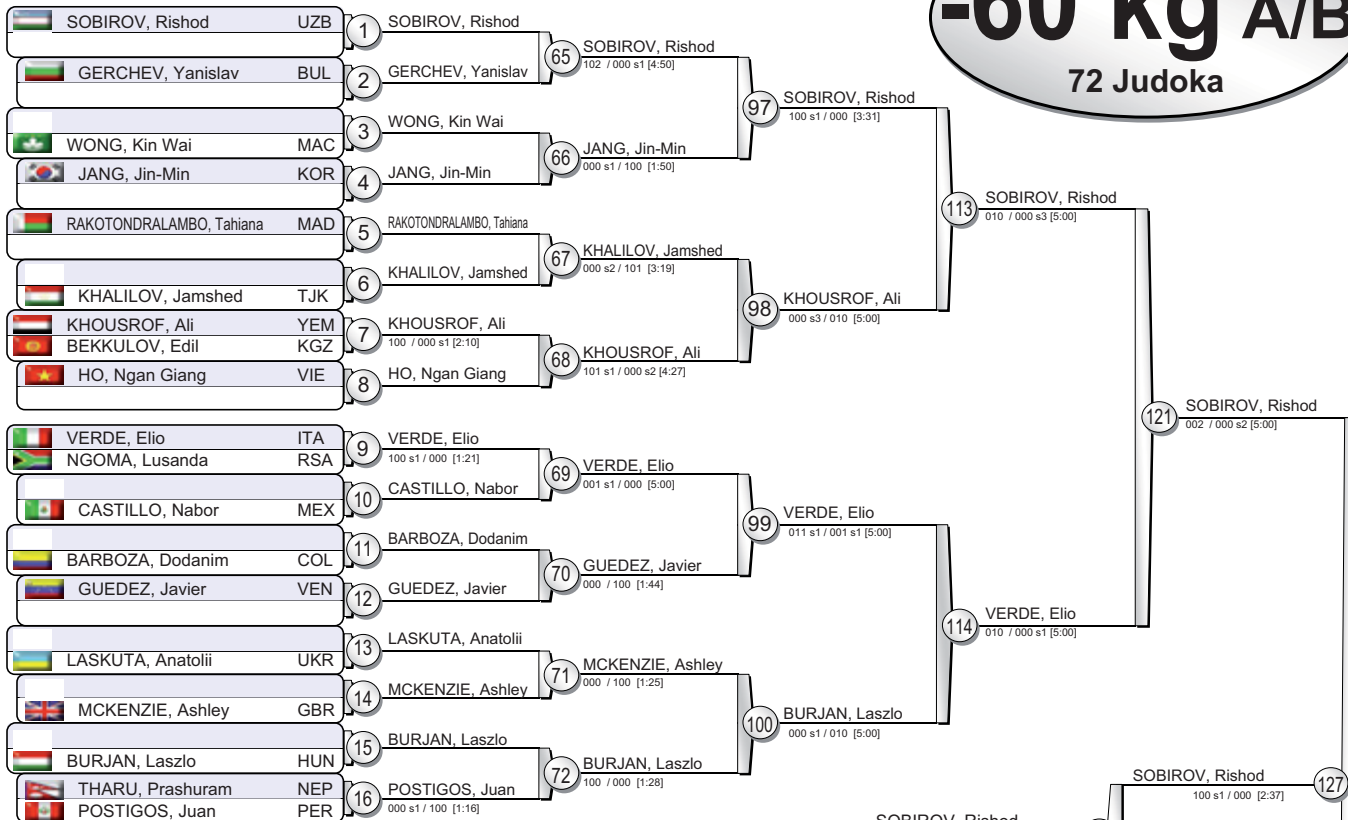 -60 kg A/B
72 Judoka
SOBIROV, Rishod UZB
1
GERCHEV, Yanislav BUL
2
WONG, Kin Wai MAC
3
JANG, Jin-Min KOR
4
RAKOTONDRALAMBO, Tahiana MAD
5
KHALILOV, Jamshed TJK
6
KHOUSROF, Ali YEM
BEKKULOV, Edil KGZ
7
HO, Ngan Giang VIE
8
VERDE, Elio ITA
NGOMA, Lusanda RSA
9
CASTILLO, Nabor MEX
10
BARBOZA, Dodanim COL
11
GUEDEZ, Javier VEN
12
LASKUTA, Anatolii UKR
13
MCKENZIE, Ashley GBR
14
BURJAN, Laszlo HUN
15
THARU, Prashuram NEP
POSTIGOS, Juan PER
16
SOBIROV, Rishod
GERCHEV, Yanislav
WONG, Kin Wai
JANG, Jin-Min
RAKOTONDRALAMBO, Tahiana
KHALILOV, Jamshed
KHOUSROF, Ali
100 / 000 s1 [2:10]
HO, Ngan Giang
VERDE, Elio
100 s1 / 000 [1:21]
CASTILLO, Nabor
BARBOZA, Dodanim
GUEDEZ, Javier
LASKUTA, Anatolii
MCKENZIE, Ashley
BURJAN, Laszlo
POSTIGOS, Juan
000 s1 / 100 [1:16]
65
SOBIROV, Rishod
102 / 000 s1 [4:50]
66
JANG, Jin-Min
000 s1 / 100 [1:50]
67
KHALILOV, Jamshed
000 s2 / 101 [3:19]
68
KHOUSROF, Ali
101 s1 / 000 s2 [4:27]
69
VERDE, Elio
001 s1 / 000 [5:00]
70
GUEDEZ, Javier
000 / 100 [1:44]
71
MCKENZIE, Ashley
000 / 100 [1:25]
72
BURJAN, Laszlo
100 / 000 [1:28]
97
SOBIROV, Rishod
100 s1 / 000 [3:31]
98
KHOUSROF, Ali
000 s3 / 010 [5:00]
99
VERDE, Elio
011 s1 / 001 s1 [5:00]
100
BURJAN, Laszlo
000 s1 / 010 [5:00]
113
SOBIROV, Rishod
010 / 000 s3 [5:00]
114
VERDE, Elio
010 / 000 s1 [5:00]
121
SOBIROV, Rishod
002 / 000 s2 [5:00]
SOBIROV, Rishod
100 s1 / 000 [2:37]
127
SOBIROV, Rishod